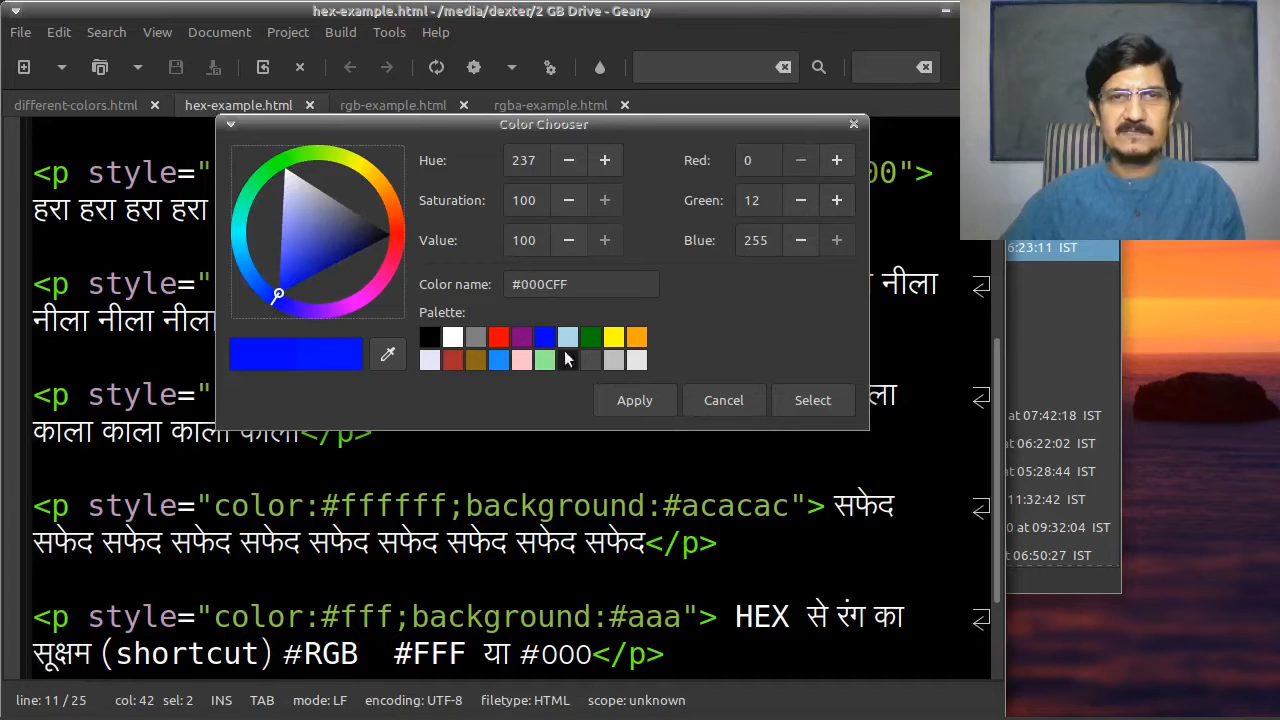 hex-example.html - /media/dexter/2 GB Drive - Geany
File Edit Search View Document Project Build Tools Help
different-colors.html hex-example.html rgb-example.html rgba-example.html
Color Chooser
Hue: 237 Red: 0
Saturation: 100 Green: 12
Value: 100 Blue: 255
Color name: #000CFF
Palette:
Apply Cancel Select
<p style=" 00">
हरा हरा हरा हरा
<p style=" नीला
नीला नीला नीला
<p style="
काला काला काला काला</p>
<p style="color:#ffffff;background:#acacac"> सफेद
सफेद सफेद सफेद सफेद सफेद सफेद सफेद सफेद सफेद</p>
<p style="color:#fff;background:#aaa"> HEX से रंग का
सूक्षम (shortcut) #RGB #FFF या #000</p>
6:23:11 IST
at 07:42:18 IST
at 06:22:02 IST
at 05:28:44 IST
11:32:42 IST
0 at 09:32:04 IST
at 06:50:27 IST
line: 11 / 25 col: 42 sel: 2 INS TAB mode: LF encoding: UTF-8 filetype: HTML scope: unknown